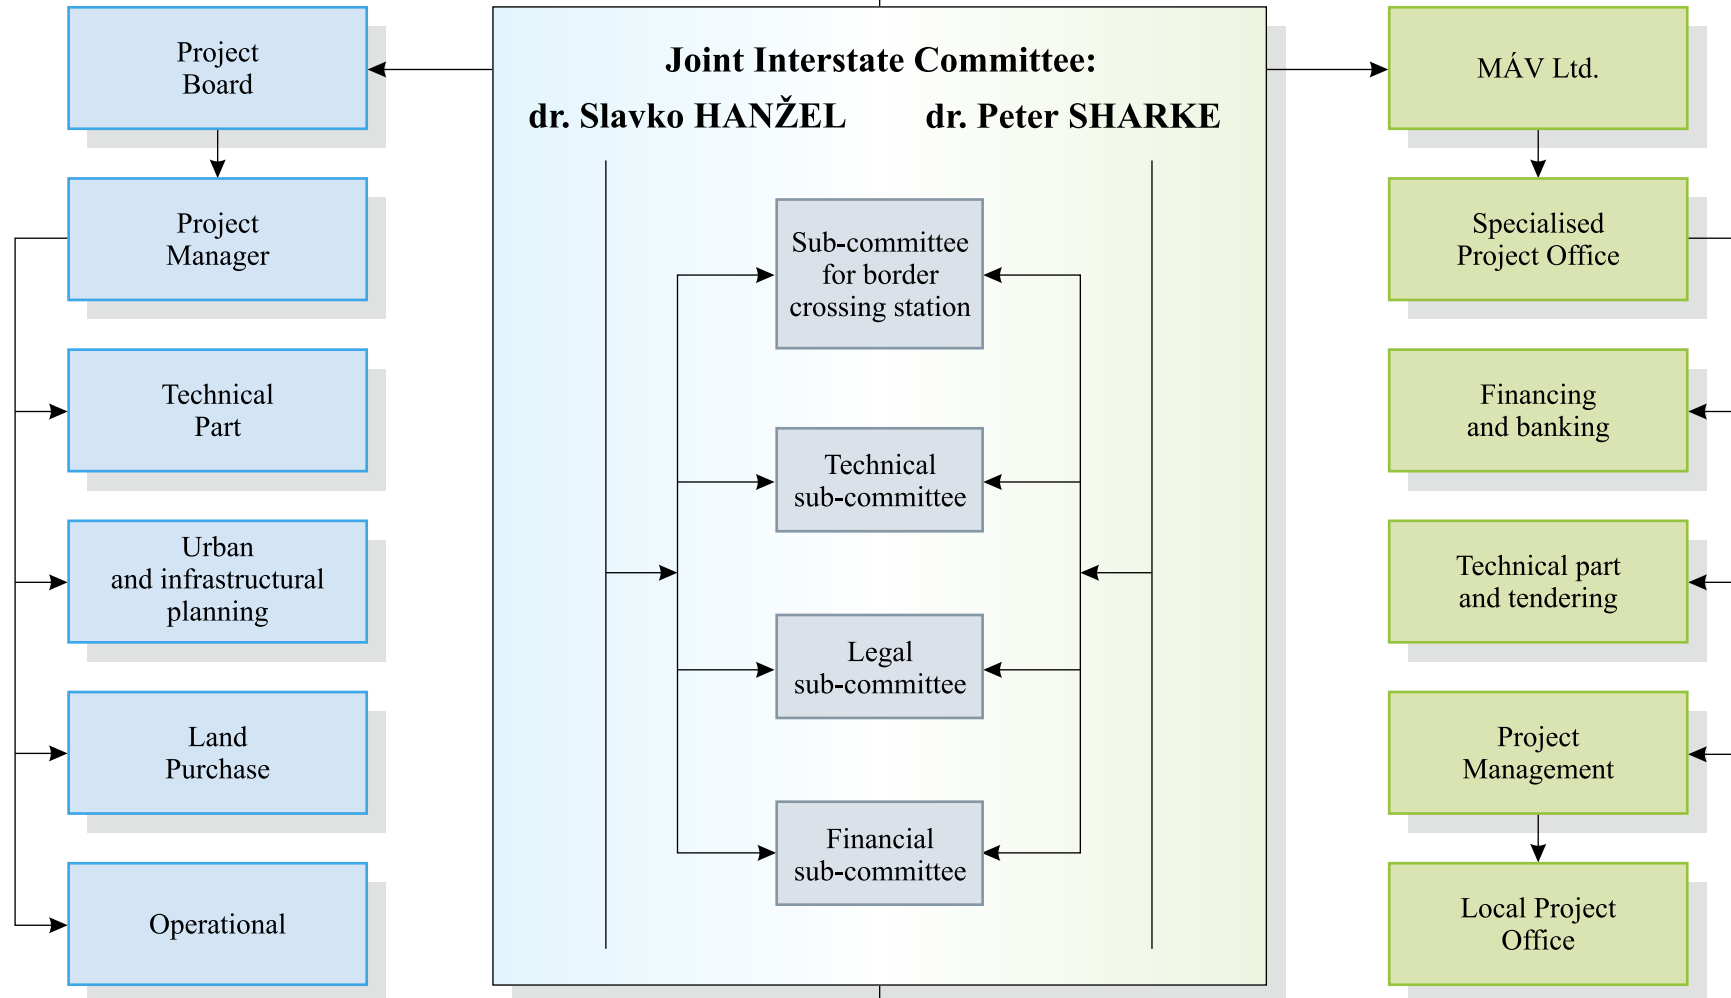 Project
Board
Project
Manager
Technical
Part
Urban
and infrastructural
planning
Land
Purchase
Operational
Joint Interstate Committee:
dr. Slavko HANŽEL
dr. Peter SHARKE
Sub-committee
for border
crossing station
Technical
sub-committee
Legal
sub-committee
Financial
sub-committee
MÁV Ltd.
Specialised
Project Office
Financing
and banking
Technical part
and tendering
Project
Management
Local Project
Office